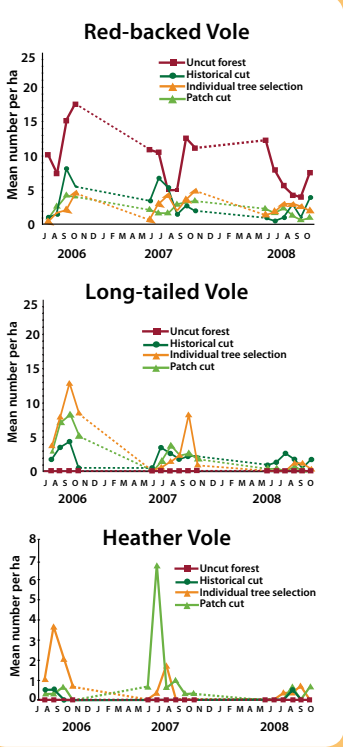 Red-backed Vole
Mean number per ha
25
20
15
10
5
0
Uncut forest
Historical cut
Individual tree selection
Patch cut
J A S O N D J F M A M J J A S O N D J F M A M J J A S O
2006 2007 2008
Long-tailed Vole
Mean number per ha
25
20
15
10
5
0
Uncut forest
Historical cut
Individual tree selection
Patch cut
J A S O N D J F M A M J J A S O N D J F M A M J J A S O
2006 2007 2008
Heather Vole
Mean number per ha
8
7
6
5
4
3
2
1
0
Uncut forest
Historical cut
Individual tree selection
Patch cut
J A S O N D J F M A M J J A S O N D J F M A M J J A S O
2006 2007 2008